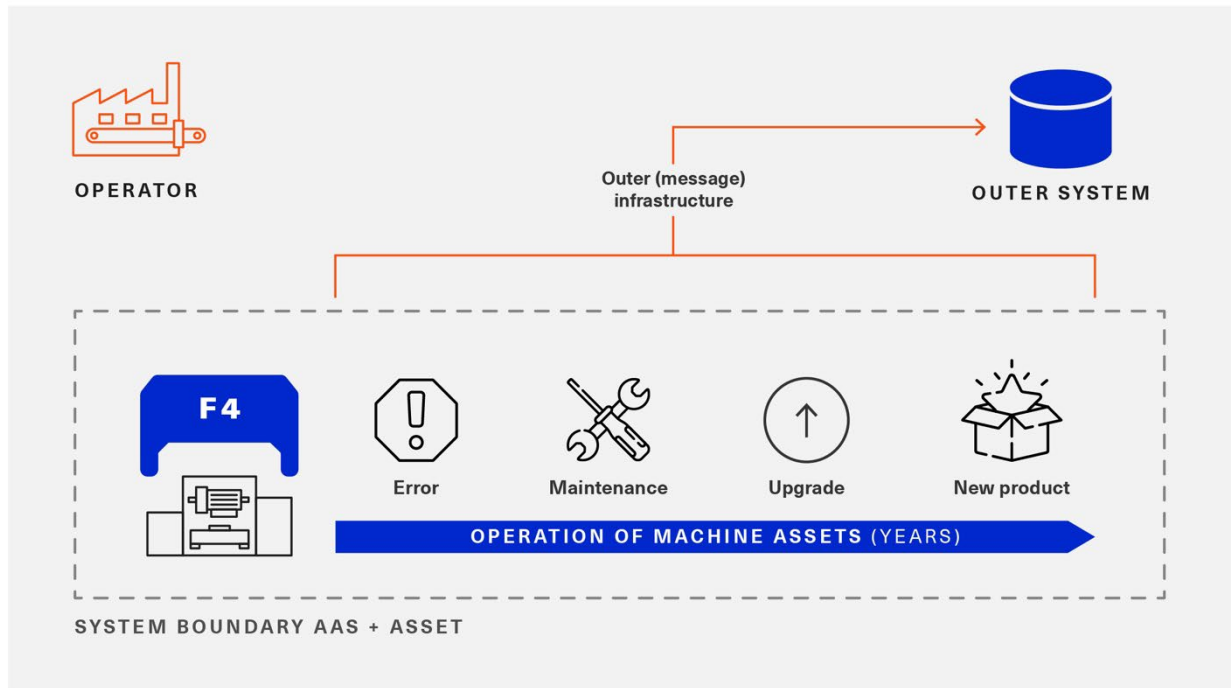 OPERATOR
Outer (message)
infrastructure
OUTER SYSTEM
F4
Error
Maintenance
Upgrade
New product
OPERATION OF MACHINE ASSETS (YEARS)
SYSTEM BOUNDARY AAS + ASSET